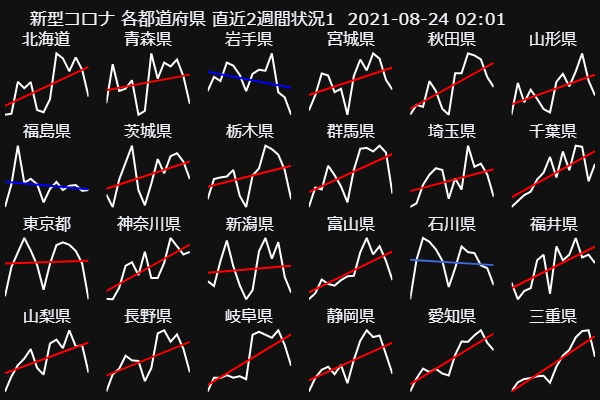 新型コロナ 各都道府県 直近2週間状況1 2021-08-24 02:01
北海道 青森県 岩手県 宮城県 秋田県 山形県
福島県 茨城県 栃木県 群馬県 埼玉県 千葉県
東京都 神奈川県 新潟県 富山県 石川県 福井県
山梨県 長野県 岐阜県 静岡県 愛知県 三重県